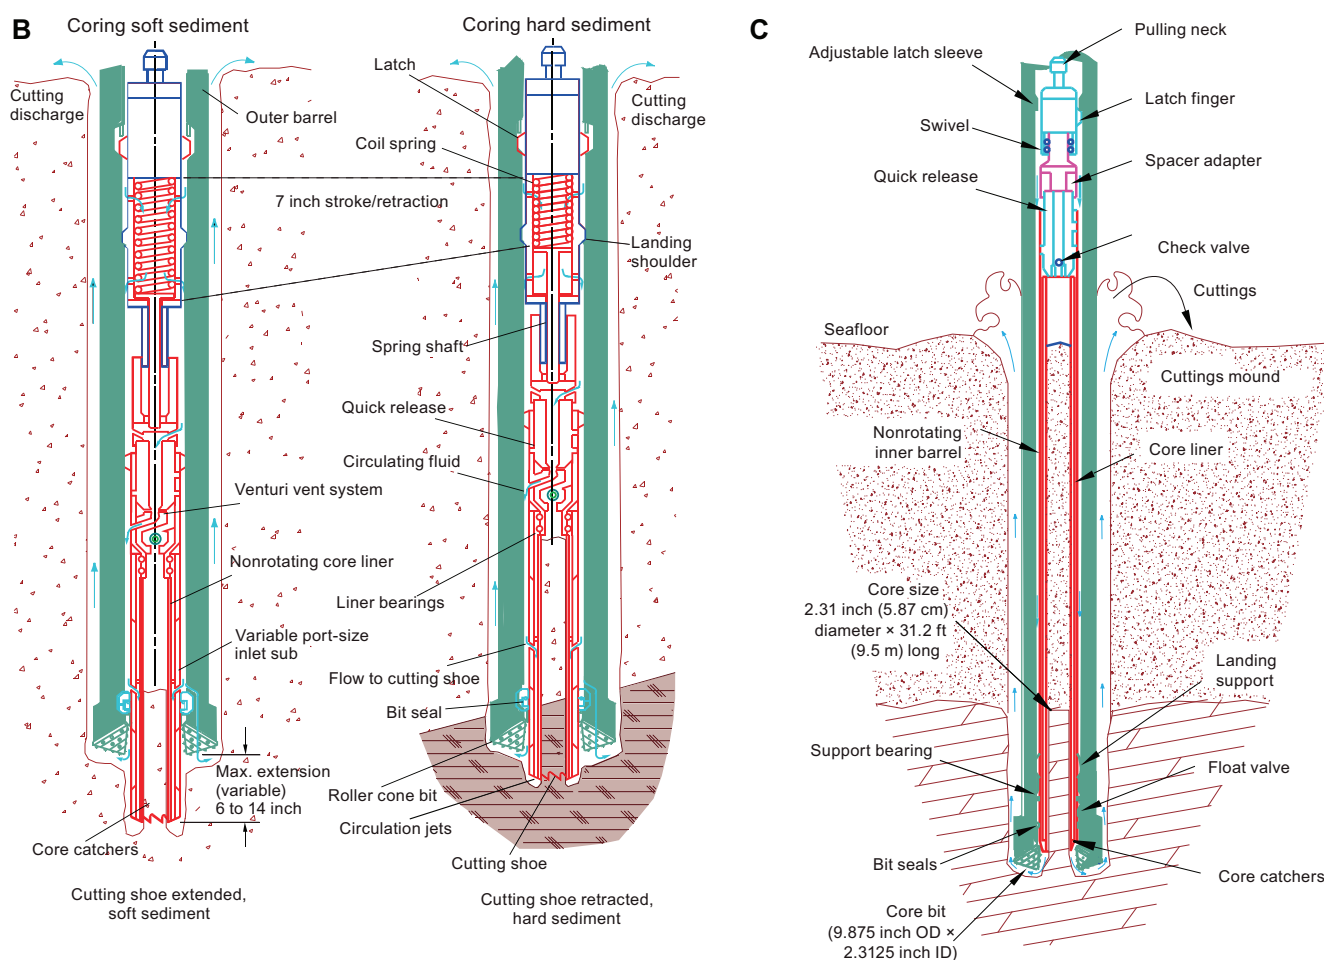 B
Coring soft sediment
Coring hard sediment
Cutting
discharge
Outer barrel
Latch
Coil spring
7 inch stroke/retraction
Cutting
discharge
Landing
shoulder
Spring shaft
Quick release
Circulating fluid
Venturi vent system
Nonrotating core liner
Liner bearings
Variable port-size
inlet sub
Flow to cutting shoe
Bit seal
Max. extension
(variable)
6 to 14 inch
Roller cone bit
Circulation jets
Core catchers
Cutting shoe
Cutting shoe extended,
soft sediment
Cutting shoe retracted,
hard sediment
C
Pulling neck
Adjustable latch sleeve
Latch finger
Swivel
Spacer adapter
Quick release
Check valve
Cuttings
Seafloor
Cuttings mound
Nonrotating
inner barrel
Core liner
Core size
2.31 inch (5.87 cm)
diameter × 31.2 ft
(9.5 m) long
Landing
support
Support bearing
Float valve
Bit seals
Core catchers
Core bit
(9.875 inch OD ×
2.3125 inch ID)